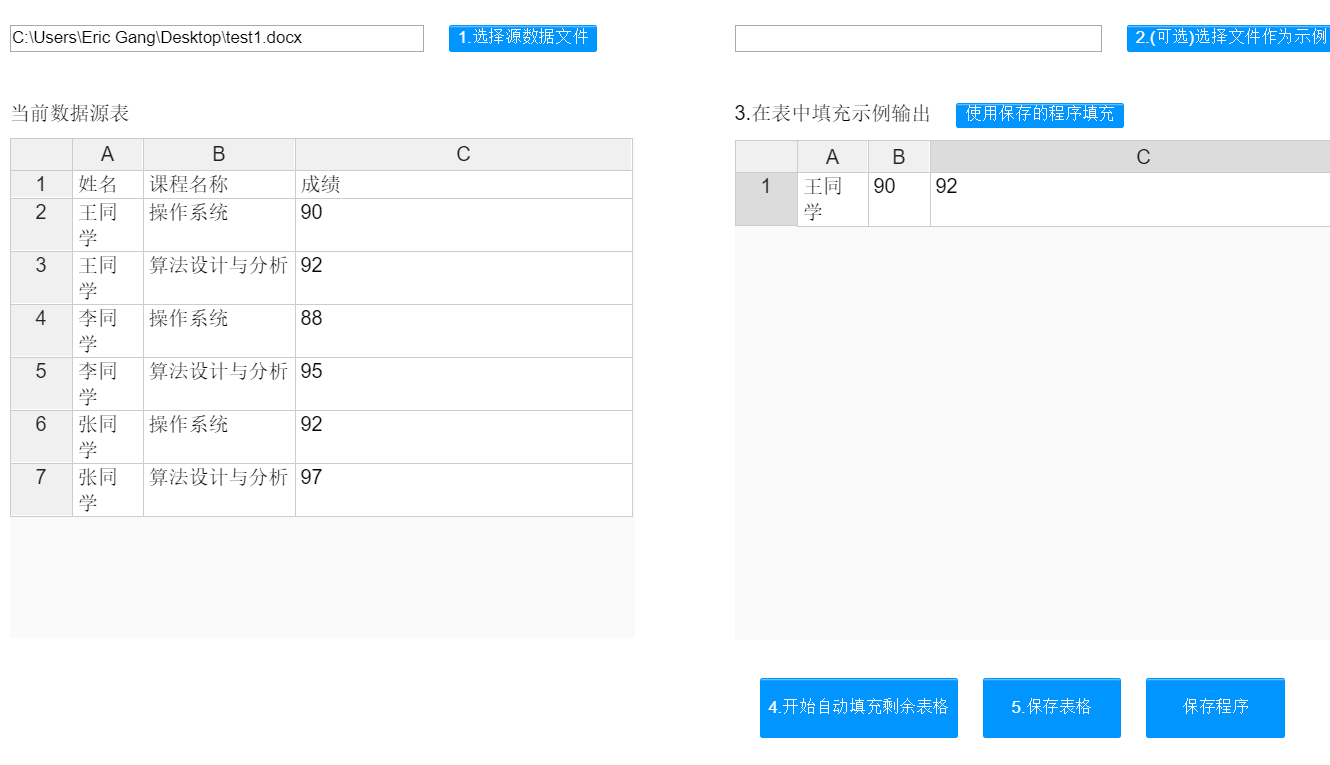 C:\Users\Eric Gang\Desktop\test1.docx
1.选择源数据文件
2.(可选)选择文件作为示例
当前数据源表
3.在表中填充示例输出
使用保存的程序填充
A B C
1 姓名 课程名称 成绩
2 王同 操作系统 90
学
3 王同 算法设计与分析 92
学
4 李同 操作系统 88
学
5 李同 算法设计与分析 95
学
6 张同 操作系统 92
学
7 张同 算法设计与分析 97
学
A B C
1 王同 90 92
学
4.开始自动填充剩余表格
5.保存表格
保存程序